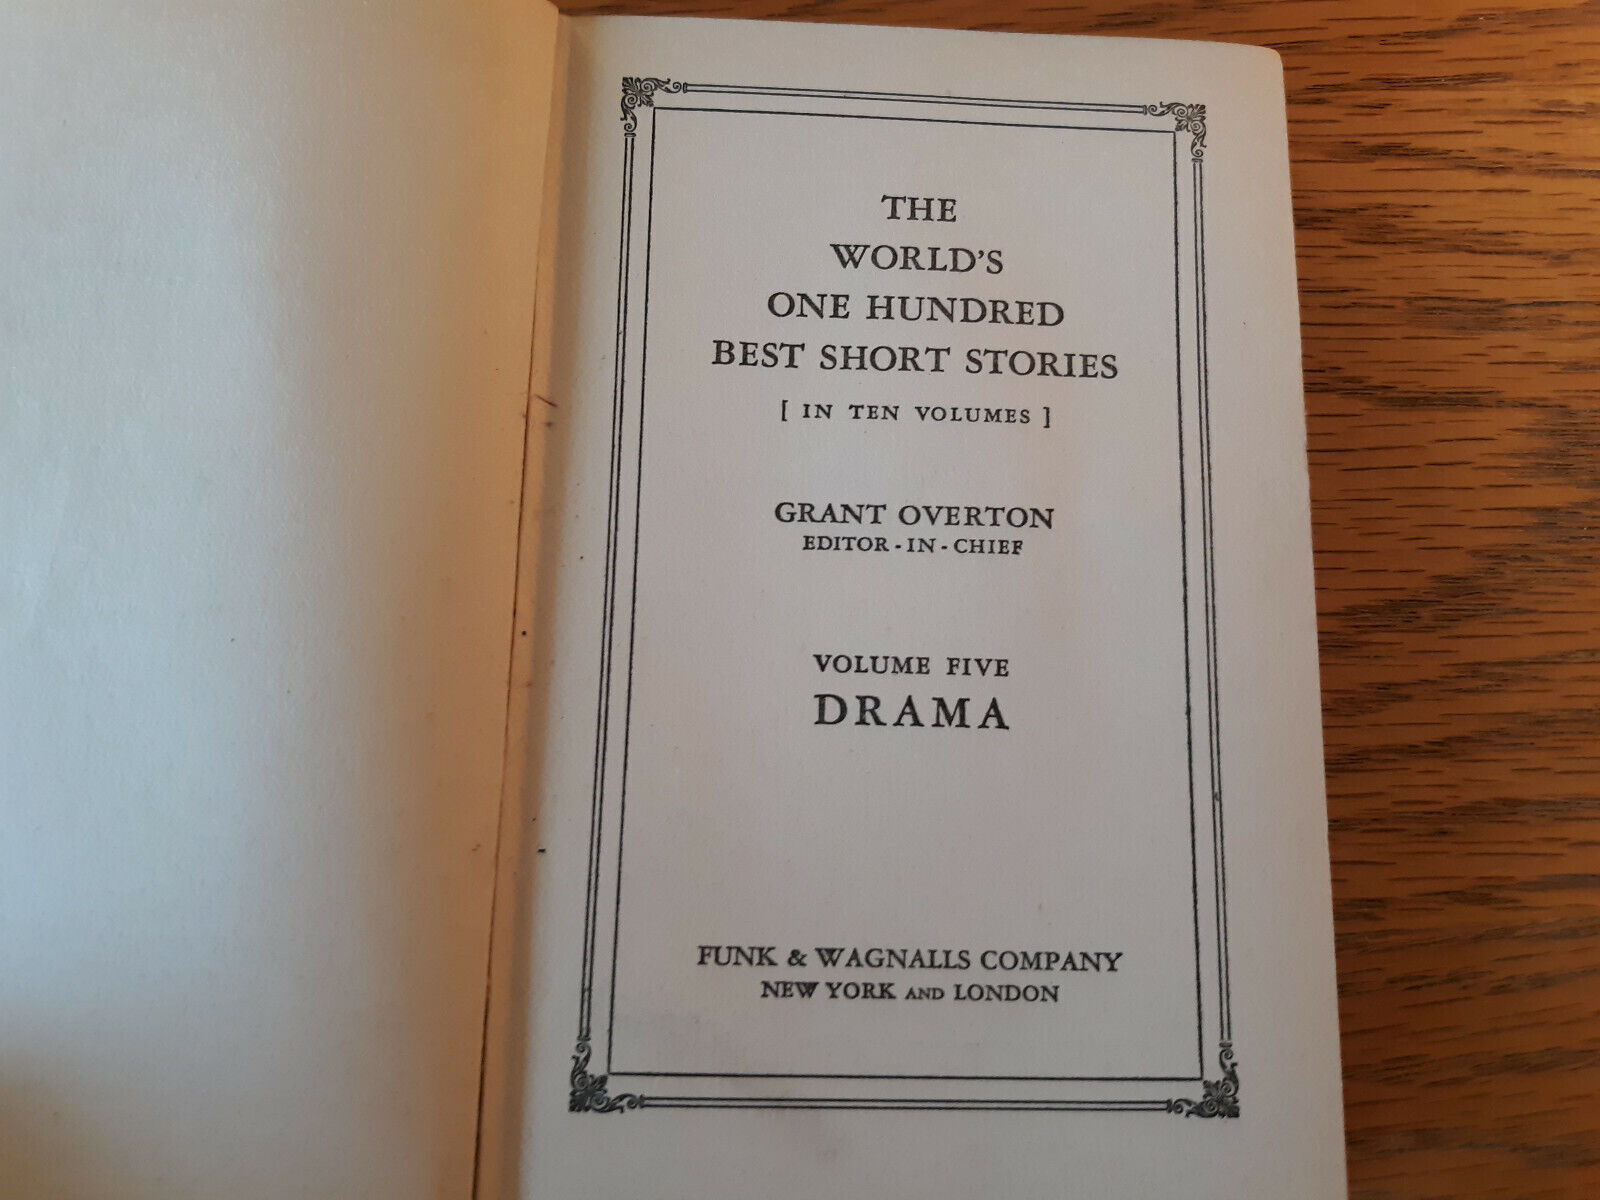 THE
WORLD'S
ONE HUNDRED
BEST SHORT STORIES
[ IN TEN VOLUMES ]
GRANT OVERTON
EDITOR-IN-CHIEF
VOLUME FIVE
DRAMA
FUNK & WAGNALLS COMPANY
NEW YORK AND LONDON